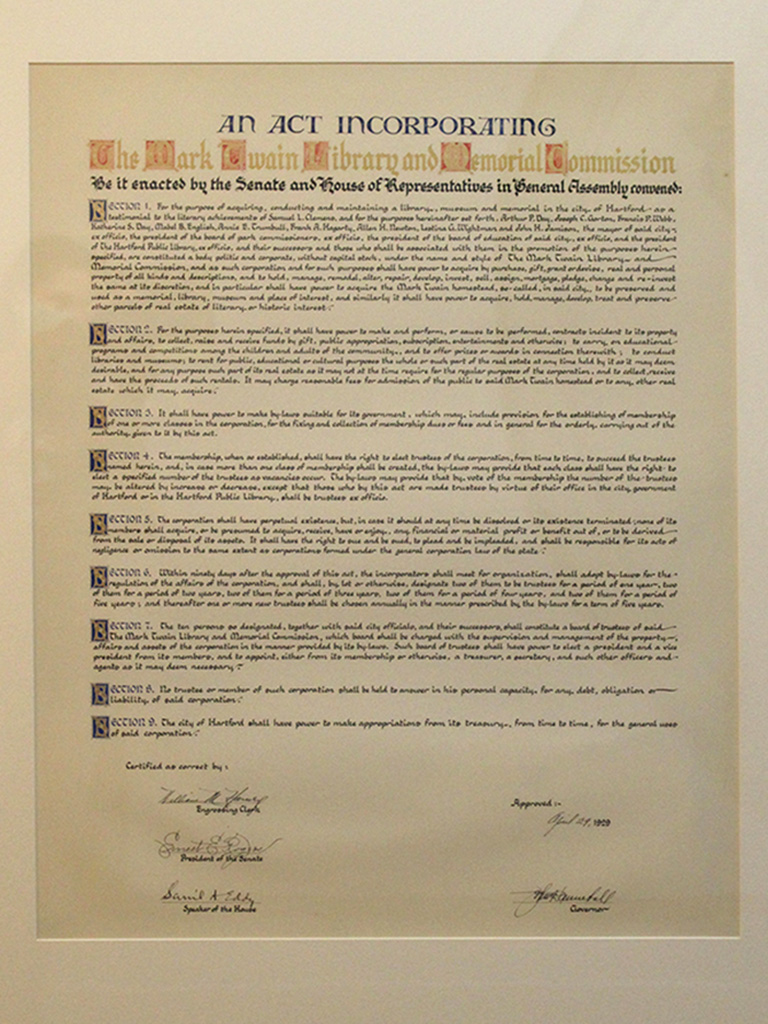 AN ACT INCORPORATING
The Mark Twain Library and Memorial Commission
Be it enacted by the Senate and House of Representatives in General Assembly convened:
SECTION 1. For the purpose of acquiring, conducting and maintaining a library, museum and memorial in the city of Hartford as a
testimonial to the literary achievements of Samuel L. Clemens, and for the purposes hereinafter set forth, Arthur P. Day, Joseph C. Gorton, Francis P. Webb,
Katharine S. Day, Mabel B. English, Annie E. Trumbull, Frank A. Hagarty, Allen H. Newton, Lestina G. Wightman and John H. Jamison, the mayor of said city,
ex officio, the president of the board of park commissioners, ex officio, the president of the board of education of said city, ex officio, and the president
of The Hartford Public library, ex officio, and their successors and those who shall be associated with them in the promotion of the purposes herein
specified, are constituted a body politic and corporate, without capital stock, under the name and style of The Mark Twain Library and
Memorial Commission, and as such corporation and for such purposes shall have power to acquire by purchase, gift, grant or devise, real and personal
property of all kinds and descriptions, and to hold, manage, remodel, alter, repair, develop, invest, sell, assign, mortgage, pledge, change and re-invest
the same at its discretion, and in particular shall have power to acquire the Mark Twain homestead, so-called, in said city, to be preserved and
used as a memorial, library, museum and place of interest, and similarly it shall have power to acquire, hold, manage, develop, treat and preserve
other parcels of real estate of literary, or historic interest.
SECTION 2. For the purposes herein specified, it shall have power to make and perform, or cause to be performed, contracts incident to its property
and affairs, to collect, raise and receive funds by gift, public appropriation, subscription, entertainments and otherwise; to carry, on educational
programs and competitions among the children and adults of the community, and to offer prizes or awards in connection therewith; to conduct
libraries and museums; to rent for public, educational or cultural purposes the whole or such part of the real estate at any time held by it as it may deem
desirable, and for any purpose such part of its real estate as it may not at the time require for the regular purposes of the corporation, and to collect, receive
and have the proceeds of such rentals. It may charge reasonable fees for admission of the public to said Mark Twain homestead or to any, other real
estate which it may, acquire.
SECTION 3. It shall have power to make by-laws suitable for its government, which may, include provision for the establishing of membership
of one or more classes in the corporation, for the fixing and collection of membership dues or fees and in general for the orderly, carrying out of the
authority, given to it by this act.
SECTION 4. The membership, when so established, shall have the right to elect trustees of the corporation, from time to time, to succeed the trustees
named herein, and, in case more than one class of membership shall be created, the by-laws may provide that each class shall have the right to
elect a specified number of the trustees as vacancies occur. The by-laws may provide that by, vote of the membership the number of the trustees
may, be altered by increase or decrease, except that those who by this act are made trustees by virtue of their office in the city, government
of Hartford or in the Hartford Public Library, shall be trustees ex officio.
SECTION 5. The corporation shall have perpetual existence, but, in case it should at any time be dissolved or its existence terminated, none of its
members shall acquire, or be presumed to acquire, receive, have or enjoy, any financial or material profit or benefit out of, or to be derived
from the sale or disposal of its assets. It shall have the right to sue and be sued, to plead and be impleaded, and shall be responsible for its acts of
negligence or omission to the same extent as corporations formed under the general corporation law of the state.
SECTION 6. Within ninety days after the approval of this act, the incorporators shall meet for organization, shall adopt by-laws for the
regulation of the affairs of the corporation, and shall, by lot or otherwise, designate two of them to be trustees for a period of one year, two
of them for a period of two years, two of them for a period of three years, two of them for a period of four years, and two of them for a period of
five years; and thereafter one or more new trustees shall be chosen annually in the manner prescribed by the by-laws for a term of five years.
SECTION 7. The ten persons so designated, together with said city officials, and their successors, shall constitute a board of trustees of said
The Mark Twain Library and Memorial Commission, which board shall be charged with the supervision and management of the property,
affairs and assets of the corporation in the manner provided by its by-laws. Such board of trustees shall have power to elect a president and a vice
president from its members, and to appoint, either from its membership or otherwise, a treasurer, a secretary, and such other officers and
agents as it may deem necessary.
SECTION 8. No trustee or member of such corporation shall be held to answer in his personal capacity, for any, debt, obligation or
liability, of said corporation.
SECTION 9. The city of Hartford shall have power to make appropriations from its treasury, from time to time, for the general uses
of said corporation.
Certified as correct by:
Engrossing Clerk
Approved:-
April 29, 1929
Ernest E. Rogers
President of the Senate
Samil A Eddy
Speaker of the House
Governor